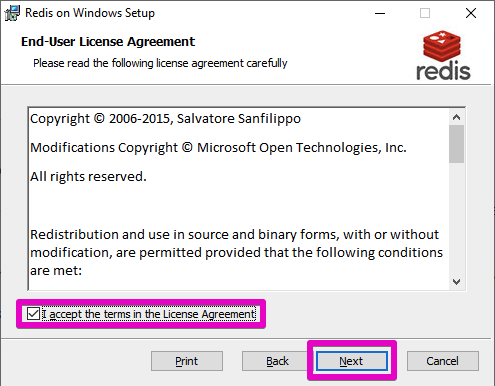 Redis on Windows Setup
End-User License Agreement
Please read the following license agreement carefully
redis
Copyright © 2006-2015, Salvatore Sanfilippo
Modifications Copyright © Microsoft Open Technologies, Inc.
All rights reserved.
Redistribution and use in source and binary forms, with or without
modification, are permitted provided that the following conditions
are met:
I accept the terms in the License Agreement
Print Back Next Cancel